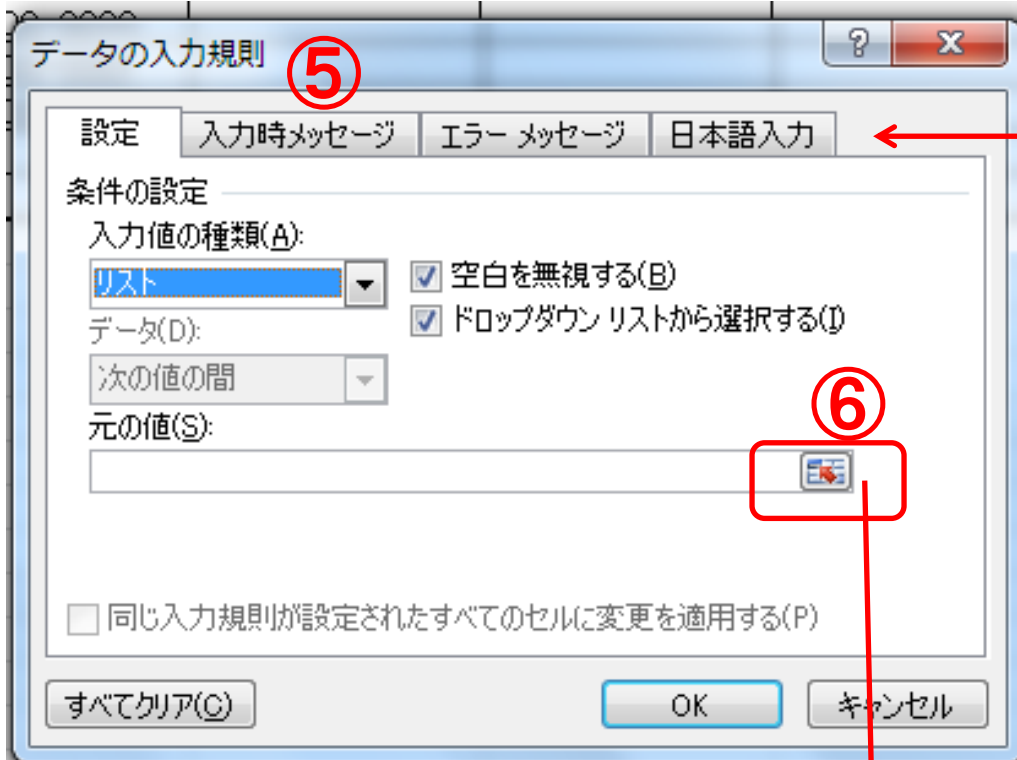 データの入力規則
⑤
設定 入力時メッセージ エラー メッセージ 日本語入力
条件の設定
入力値の種類(A):
リスト
空白を無視する(B)
データ(D):
ドロップダウン リストから選択する(I)
次の値の間
⑥
元の値(S):
同じ入力規則が設定されたすべてのセルに変更を適用する(P)
すべてクリア(C) OK キャンセル